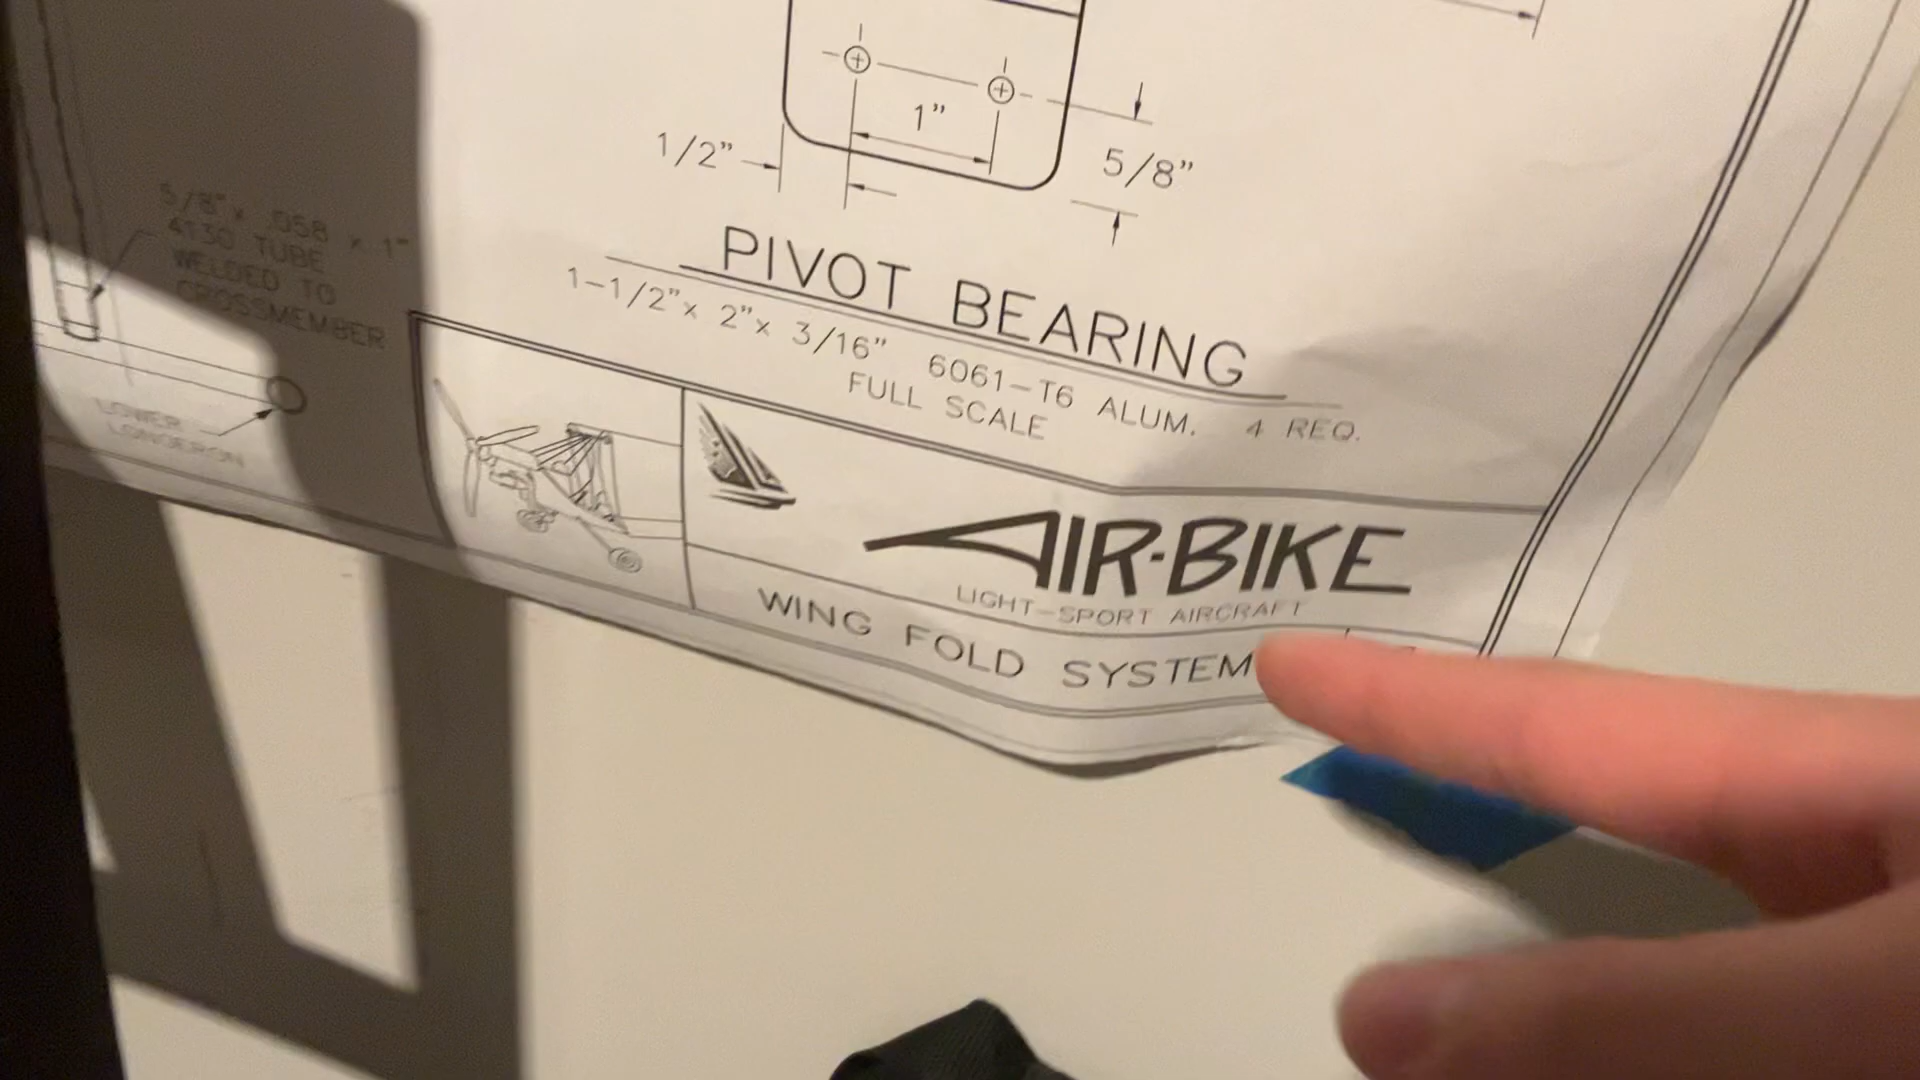 1"
1/2"
5/8"
5/8" x .058 x 1"
4130 TUBE
WELDED TO
CROSSMEMBER
LOWER
LONGERON
PIVOT BEARING
1-1/2"x 2"x 3/16" 6061-T6 ALUM. 4 REQ.
FULL SCALE
AIR-BIKE
LIGHT-SPORT AIRCRAFT
WING FOLD SYSTEM